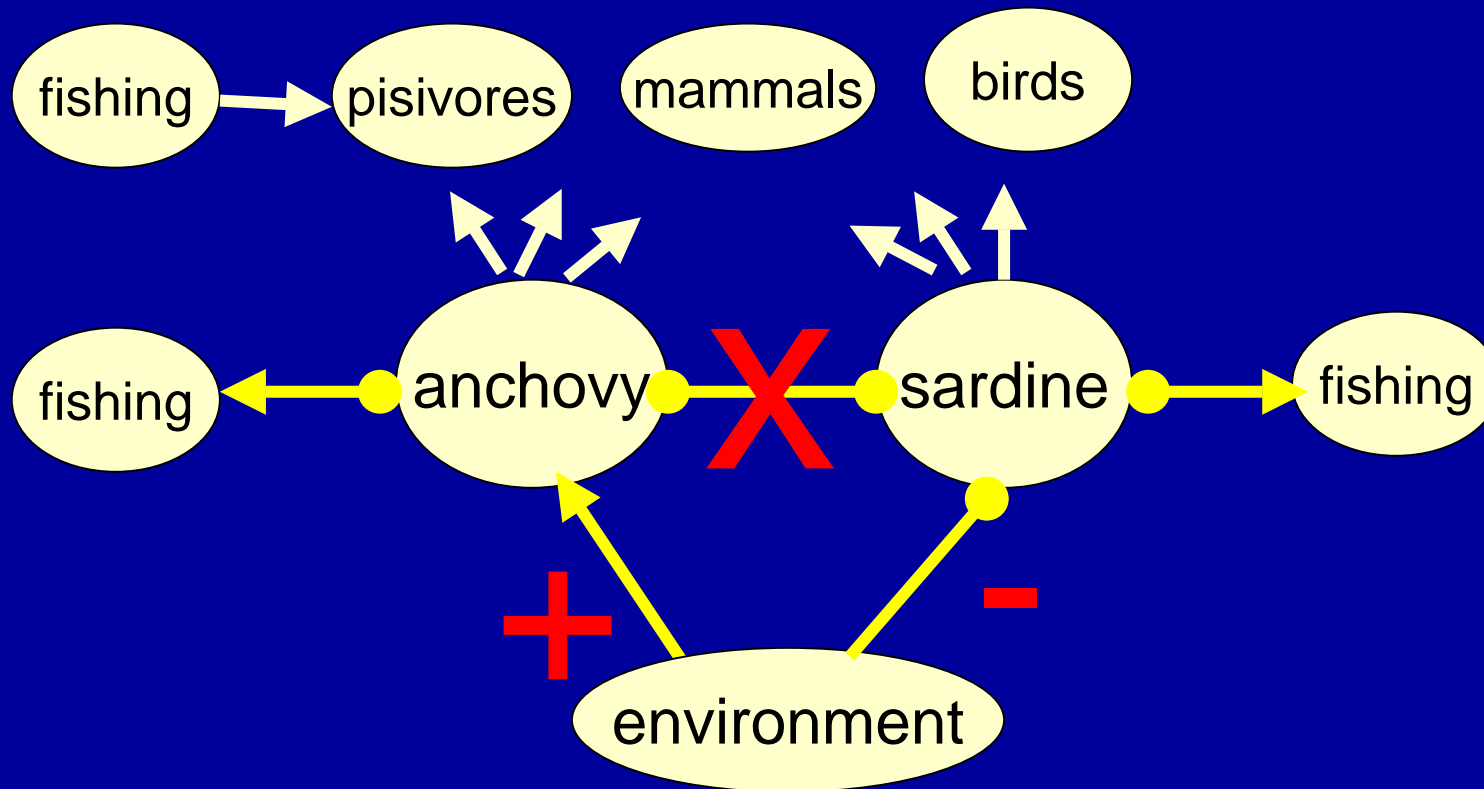 fishing
pisivores
mammals
birds
fishing
anchovy
X
sardine
fishing
+
-
environment